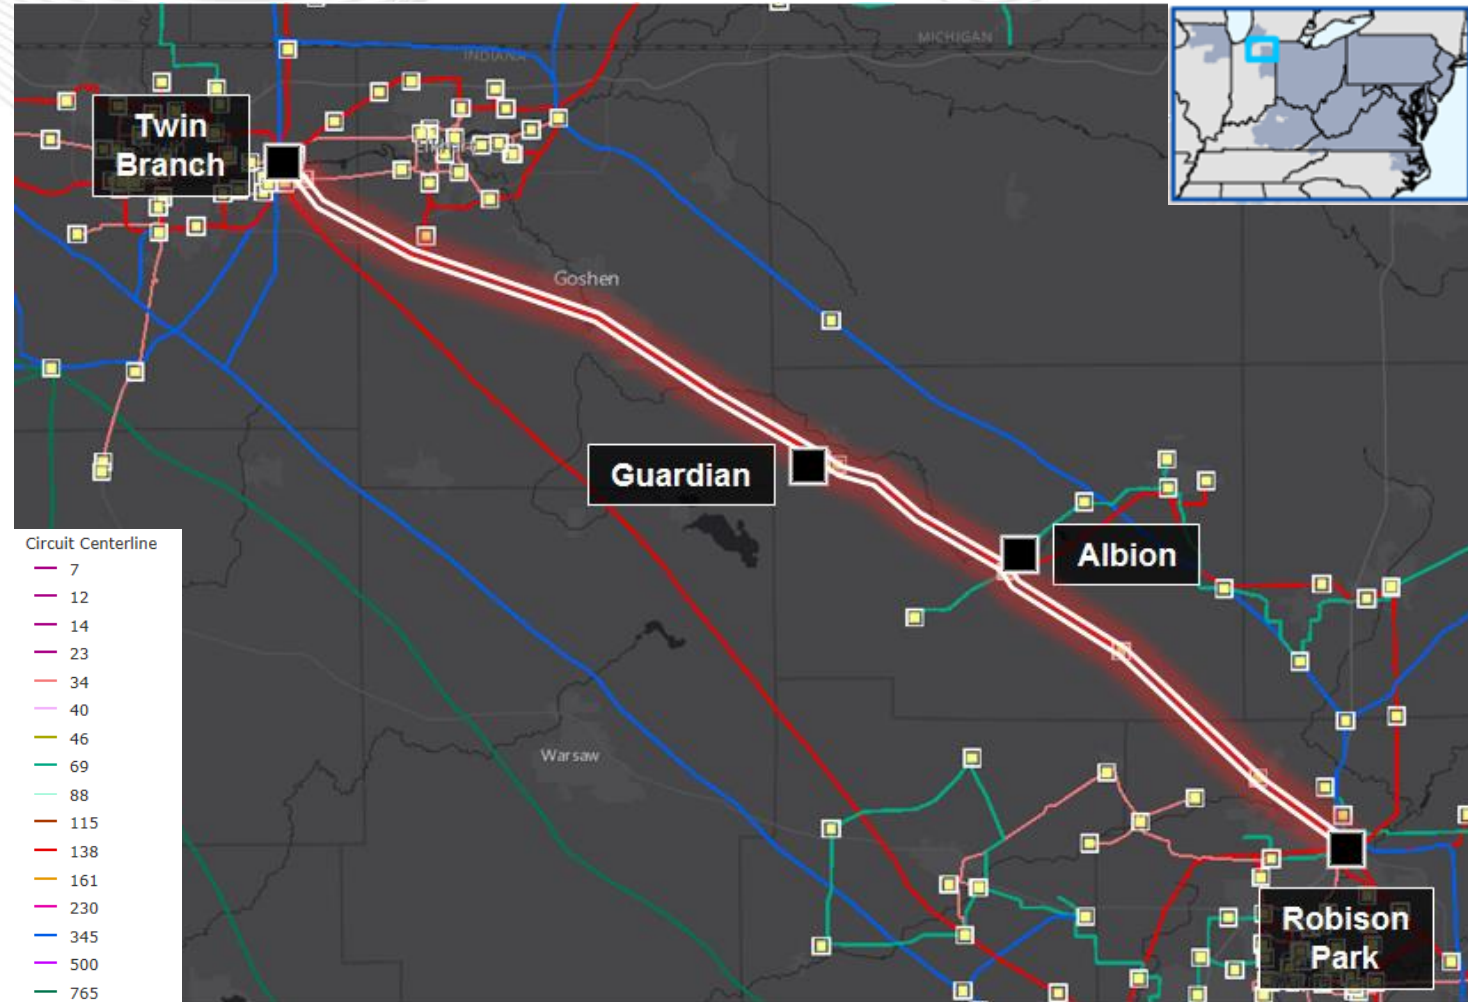 MICHIGAN
INDIANA
Twin
Branch
Goshen
Guardian
Albion
Warsaw
Robison
Park
Circuit Centerline
7
12
14
23
34
40
46
69
88
115
138
161
230
345
500
765